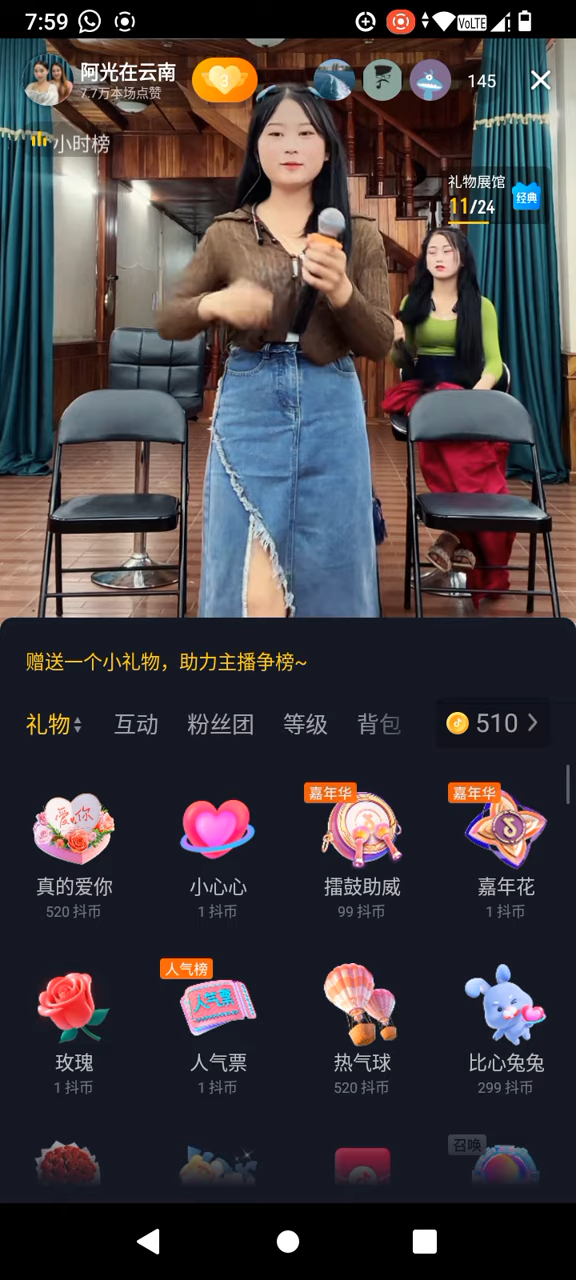 7:59
VoLTE
阿光在云南
7.7万本场点赞
3
145
小时榜
礼物展馆
11/24
经典
赠送一个小礼物，助力主播争榜~
礼物 互动 粉丝团 等级 背包 510
嘉年华 嘉年华
爱你
真的爱你 小心心 擂鼓助威 嘉年花
520 抖币 1 抖币 99 抖币 1 抖币
人气榜
人气票
玫瑰 人气票 热气球 比心兔兔
1 抖币 1 抖币 520 抖币 299 抖币
召唤